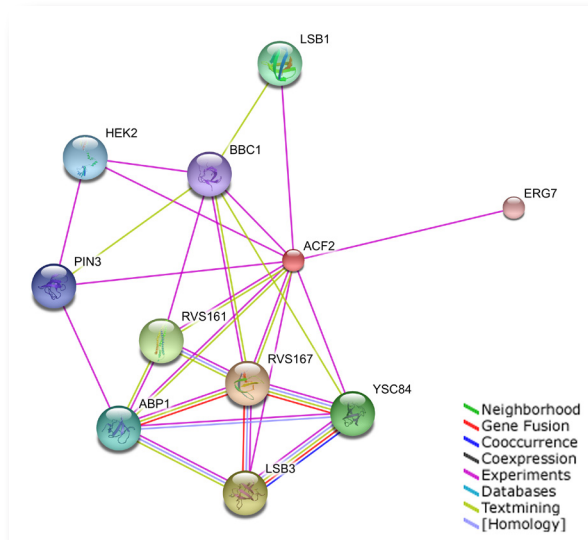 LSB1
HEK2
BBC1
ERG7
ACF2
PIN3
RVS161
RVS167
YSC84
ABP1
LSB3
Neighborhood
Gene Fusion
Cooccurrence
Coexpression
Experiments
Databases
Textmining
[Homology]